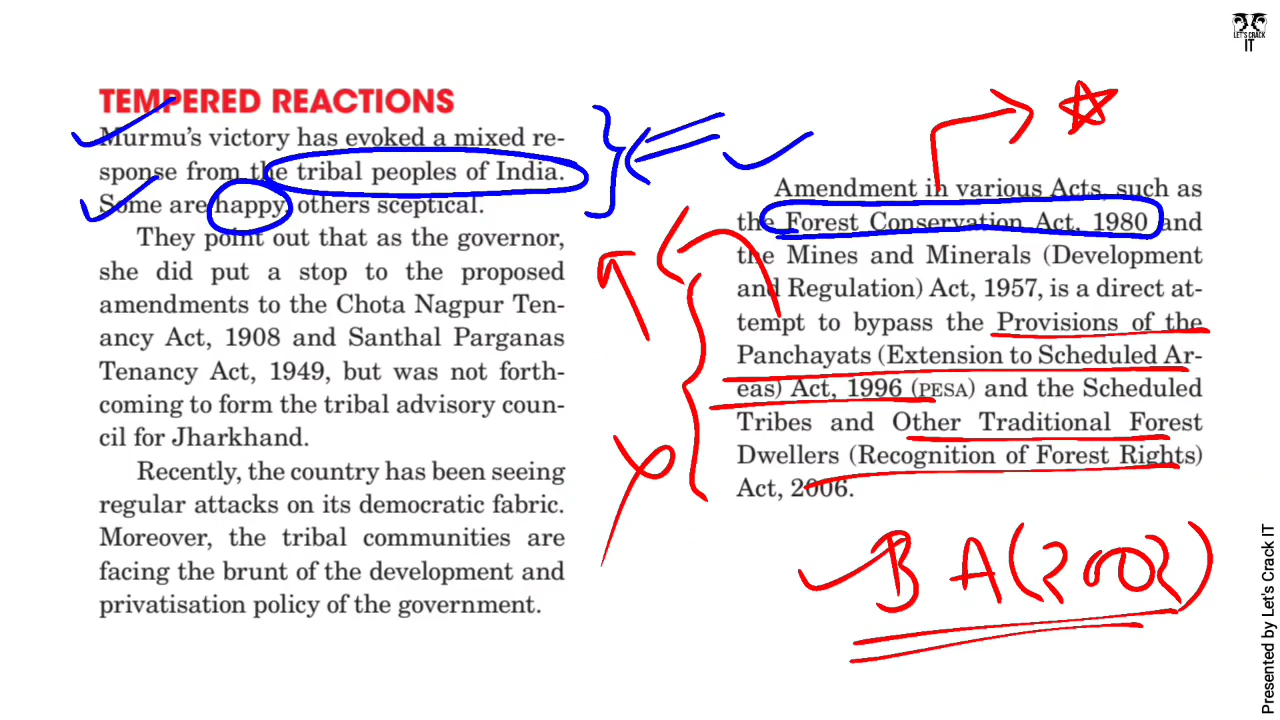 LET'S CRACK
IT
TEMPERED REACTIONS
Murmu's victory has evoked a mixed re-
sponse from the tribal peoples of India.
Some are happy, others sceptical.
They point out that as the governor,
she did put a stop to the proposed
amendments to the Chota Nagpur Ten-
ancy Act, 1908 and Santhal Parganas
Tenancy Act, 1949, but was not forth-
coming to form the tribal advisory coun-
cil for Jharkhand.
Recently, the country has been seeing
regular attacks on its democratic fabric.
Moreover, the tribal communities are
facing the brunt of the development and
privatisation policy of the government.
Amendment in various Acts, such as
the Forest Conservation Act, 1980 and
the Mines and Minerals (Development
and Regulation) Act, 1957, is a direct at-
tempt to bypass the Provisions of the
Panchayats (Extension to Scheduled Ar-
eas) Act, 1996 (PESA) and the Scheduled
Tribes and Other Traditional Forest
Dwellers (Recognition of Forest Rights)
Act, 2006.
B A (2002)
Presented by Let's Crack IT